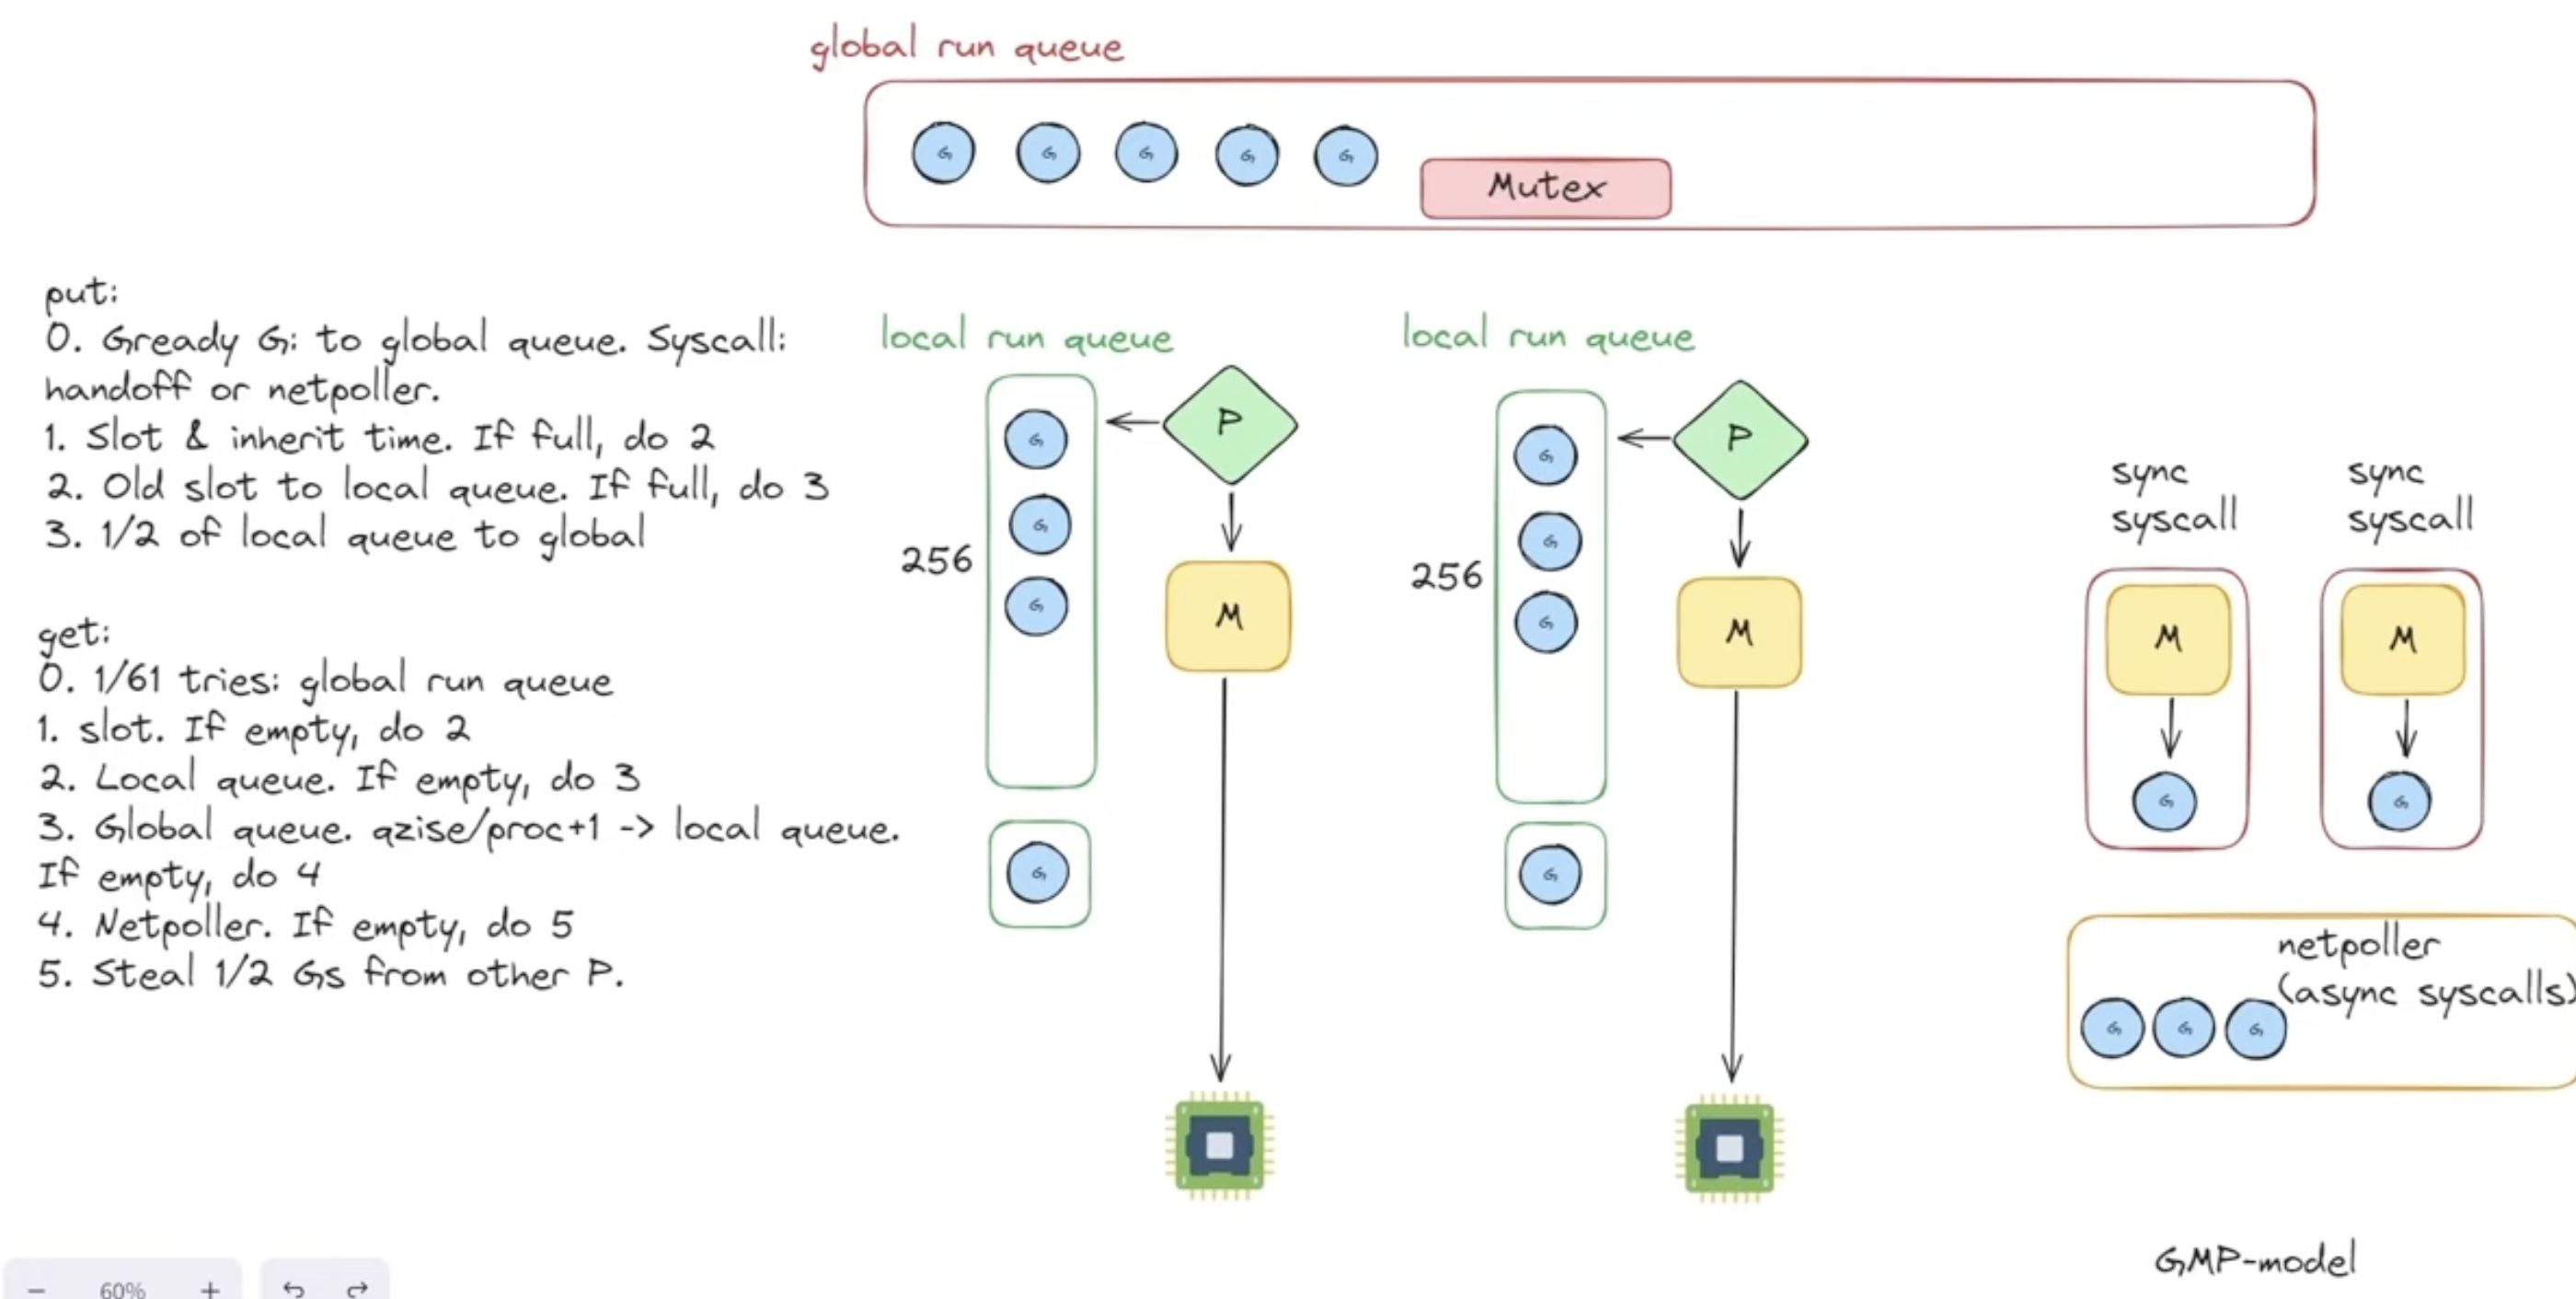 global run queue
G G G G G
Mutex
put:
0. Gready G: to global queue. Syscall:
handoff or netpoller.
1. Slot & inherit time. If full, do 2
2. Old slot to local queue. If full, do 3
3. 1/2 of local queue to global
get:
0. 1/61 tries: global run queue
1. slot. If empty, do 2
2. Local queue. If empty, do 3
3. Global queue. qzise/proc+1 -> local queue.
If empty, do 4
4. Netpoller. If empty, do 5
5. Steal 1/2 Gs from other P.
local run queue
P
G
G
256
G
M
G
local run queue
P
G
G
256
G
M
G
sync
syscall
M
G
sync
syscall
M
G
netpoller
(async syscalls)
G G G
GMP-model
60%